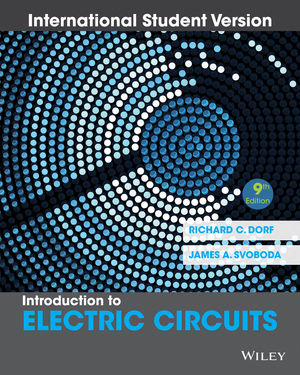 International Student Version
9th
Edition
RICHARD C. DORF
JAMES A. SVOBODA
Introduction to
ELECTRIC CIRCUITS
WILEY